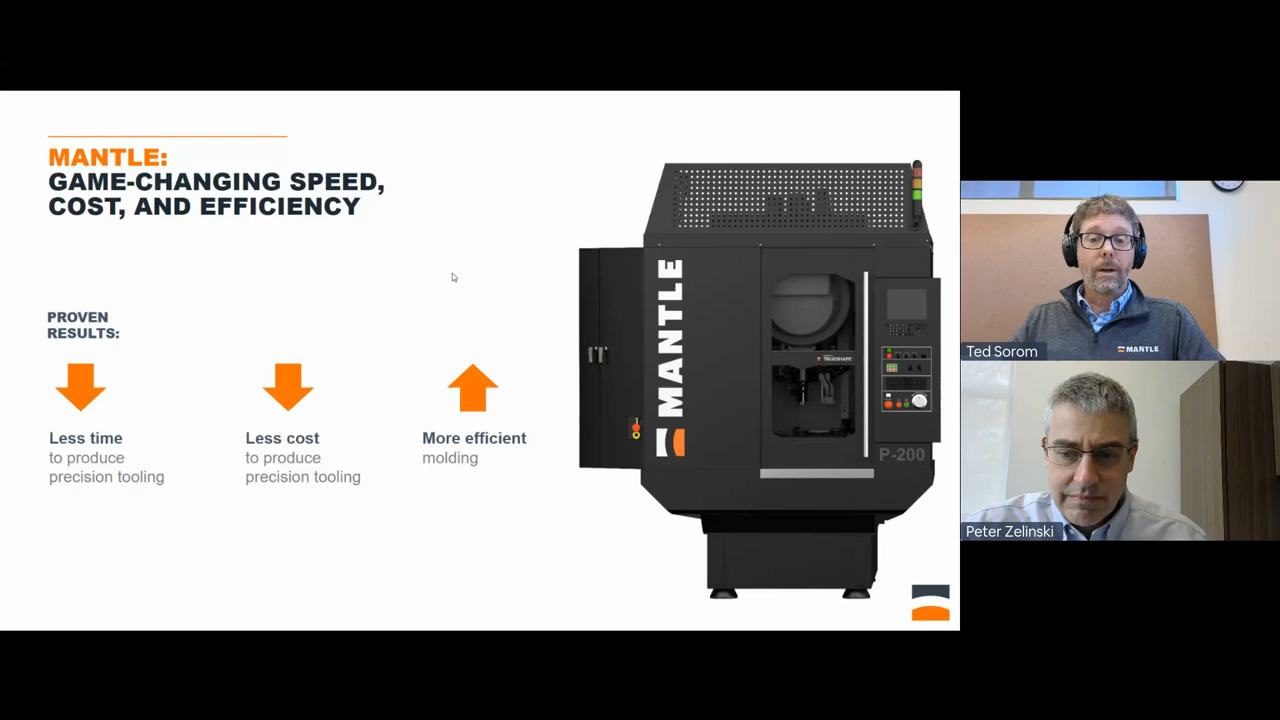 MANTLE:
GAME-CHANGING SPEED,
COST, AND EFFICIENCY
PROVEN
RESULTS:
Less time
to produce
precision tooling
Less cost
to produce
precision tooling
More efficient
molding
MANTLE
TRUESHAPE
P-200
MANTLE
Ted Sorom
Peter Zelinski